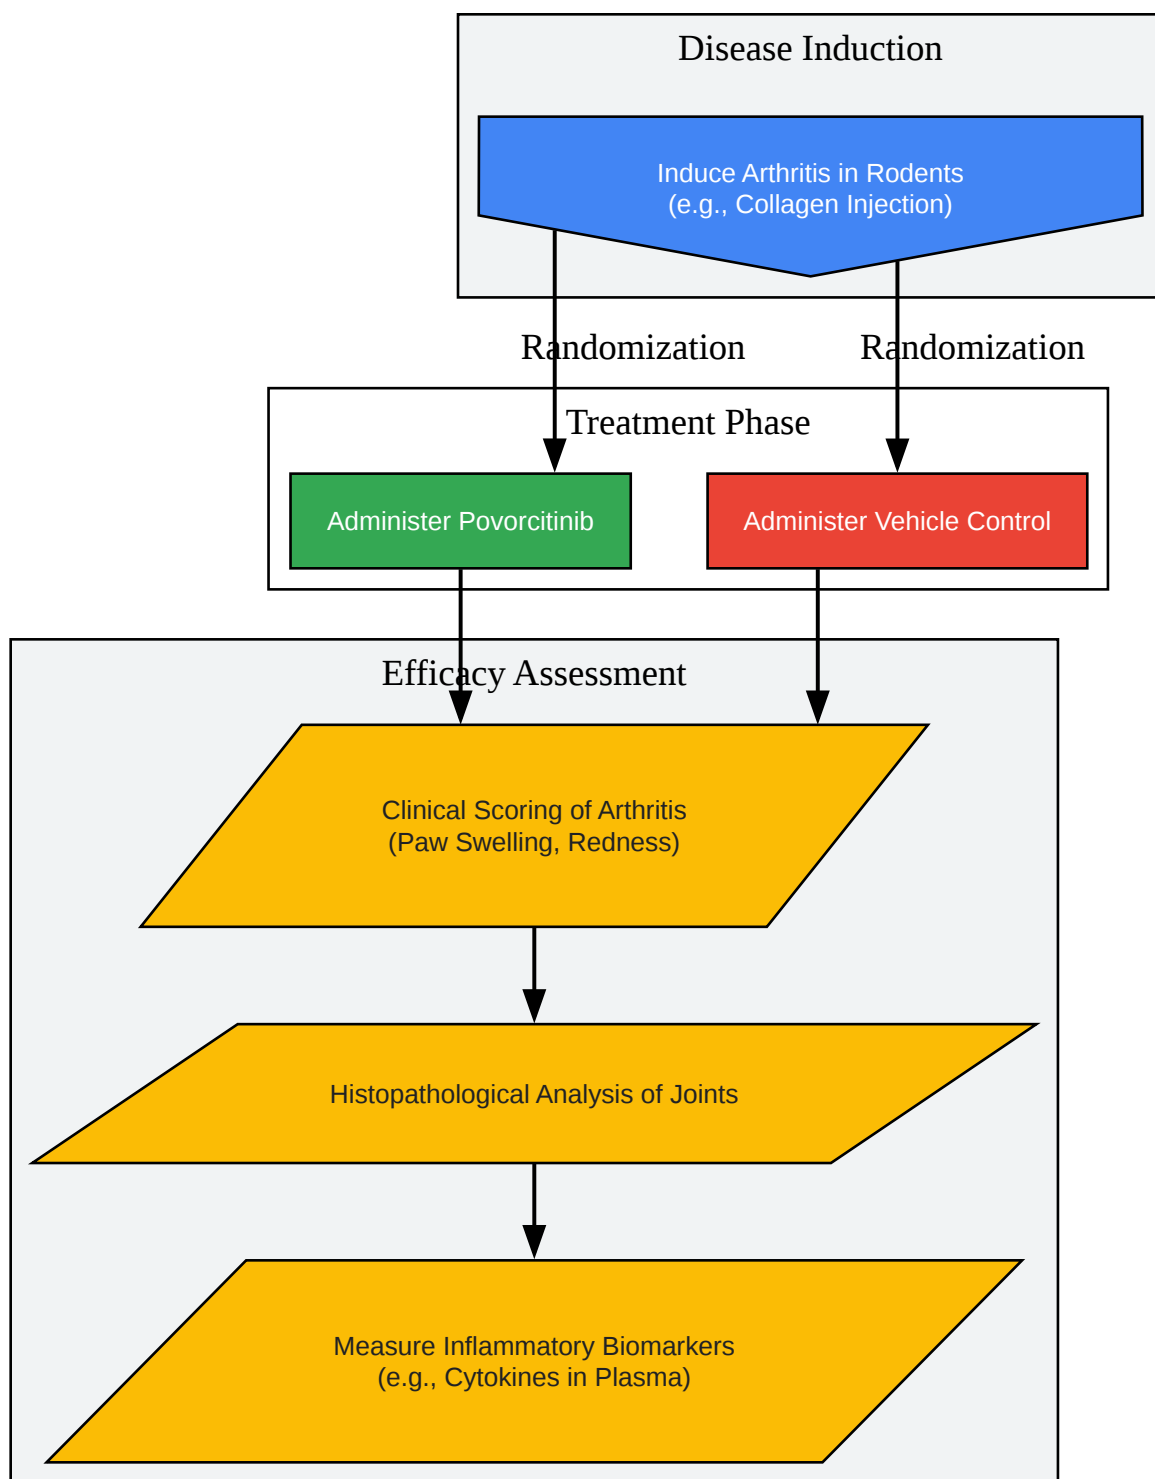 Disease Induction
Induce Arthritis in Rodents
(e.g., Collagen Injection)
Randomization
Randomization
Treatment Phase
Administer Povorcitinib
Administer Vehicle Control
Efficacy Assessment
Clinical Scoring of Arthritis
(Paw Swelling, Redness)
Histopathological Analysis of Joints
Measure Inflammatory Biomarkers
(e.g., Cytokines in Plasma)